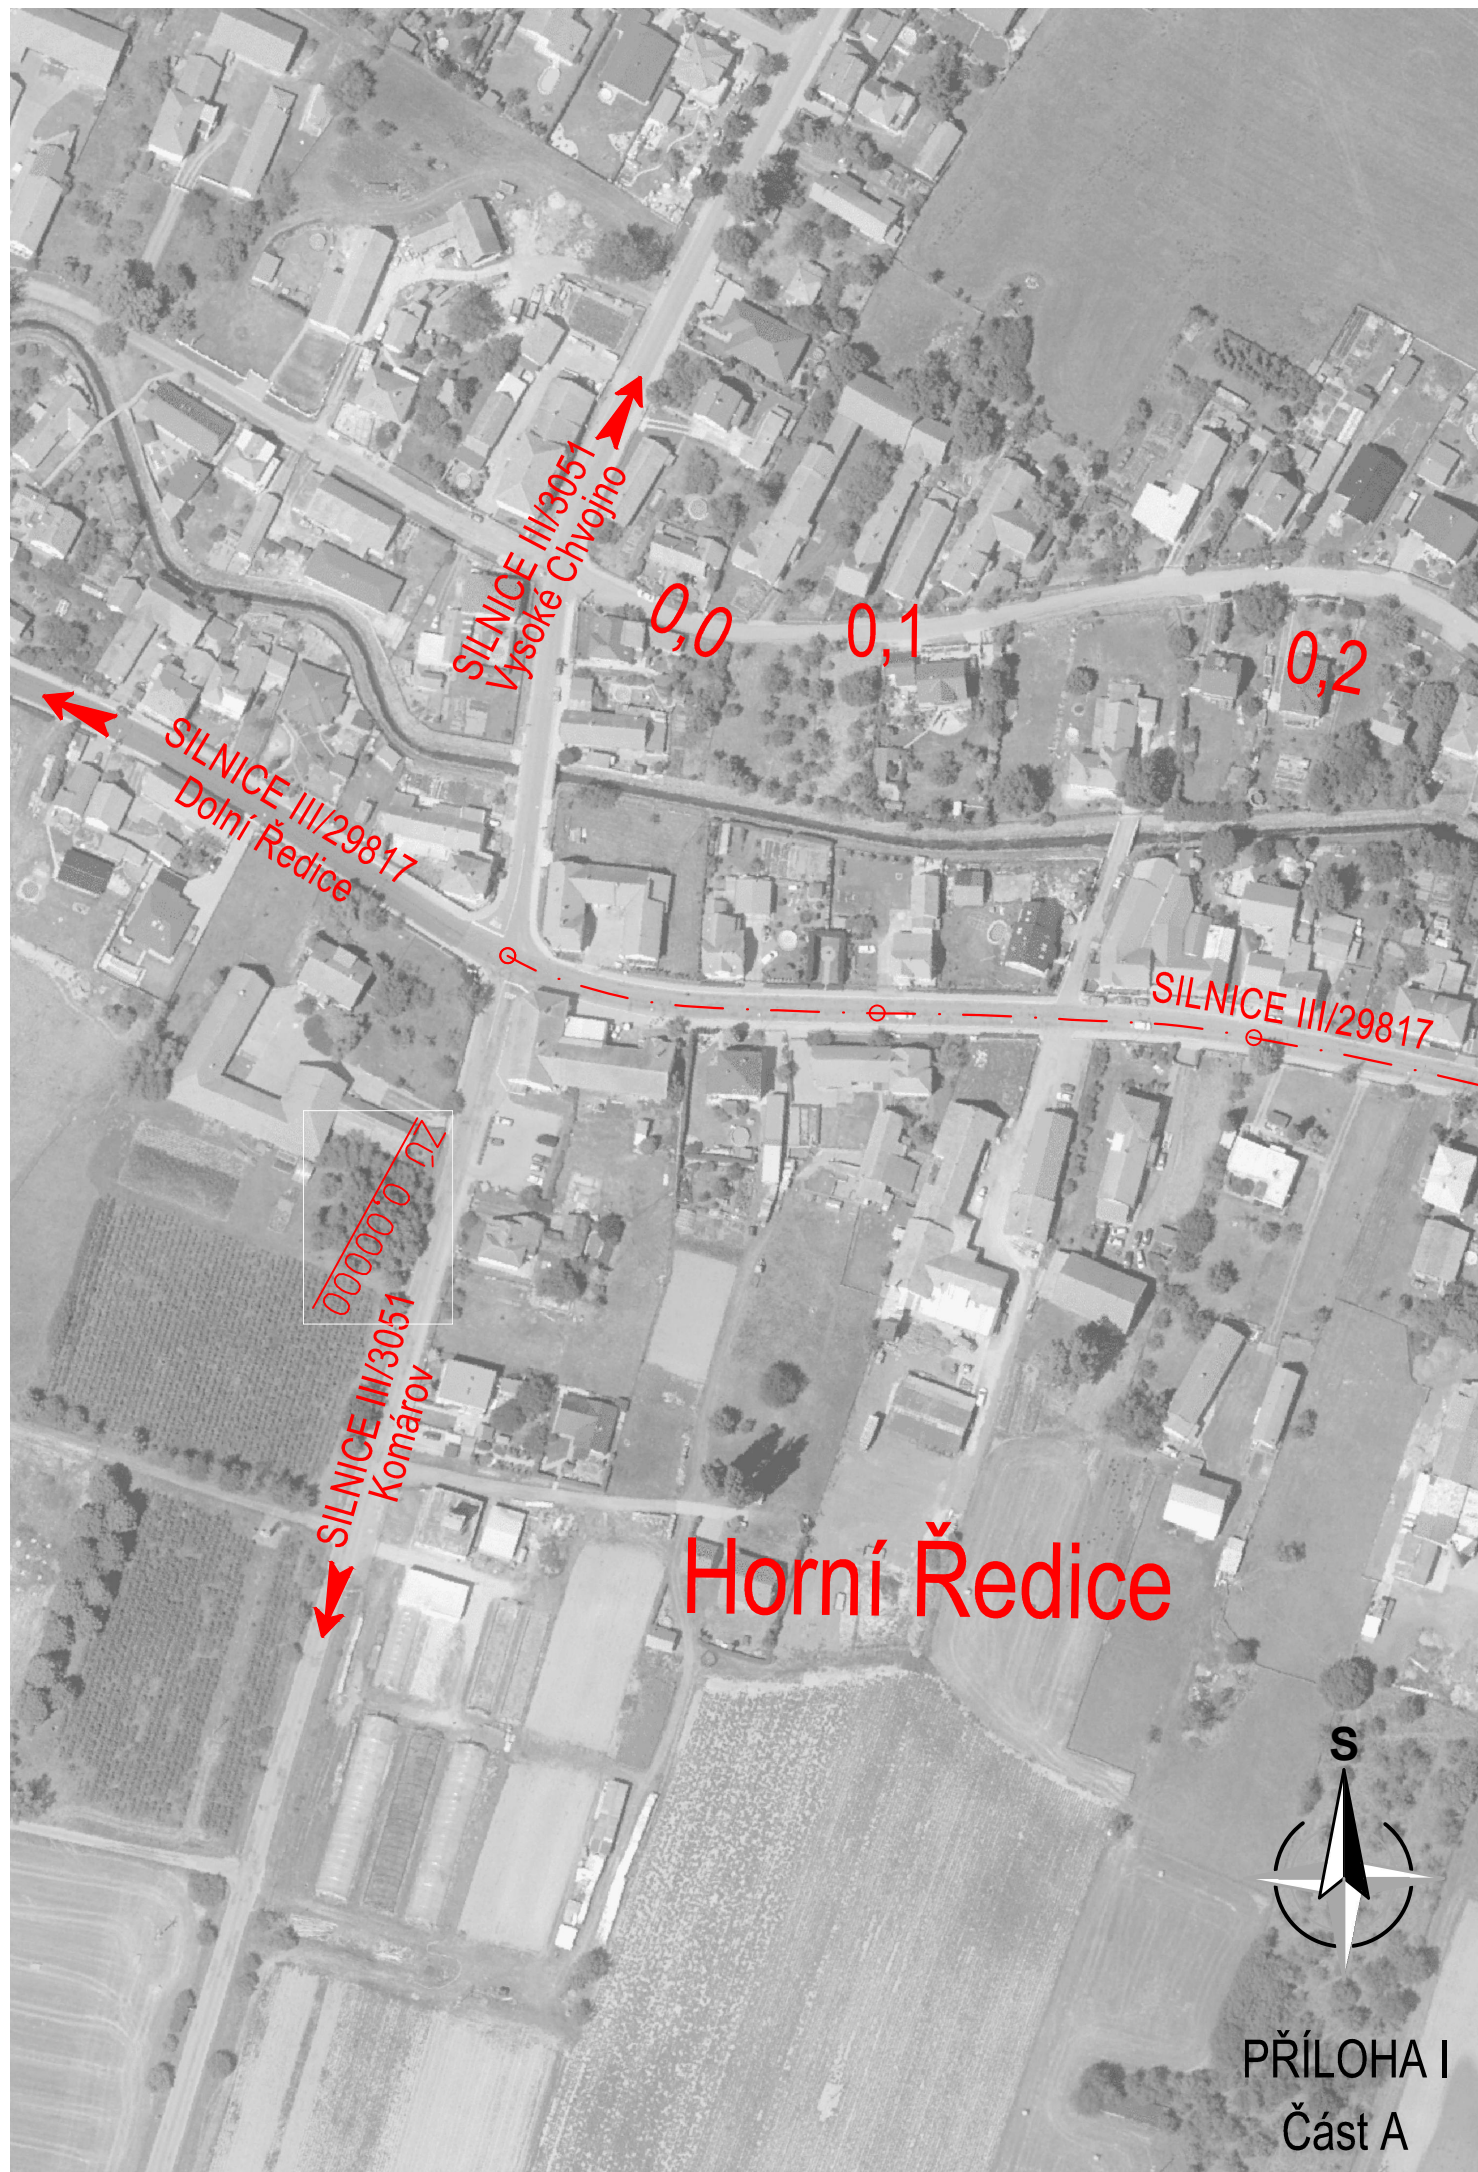 SILNICE III/3051
Vysoké Chvojno
0,0
0,1
0,2
SILNICE III/29817
Dolní Ředice
SILNICE III/29817
ZÚ 0,00000
SILNICE III/3051
Komárov
Horní Ředice
S
PŘÍLOHA I
Část A